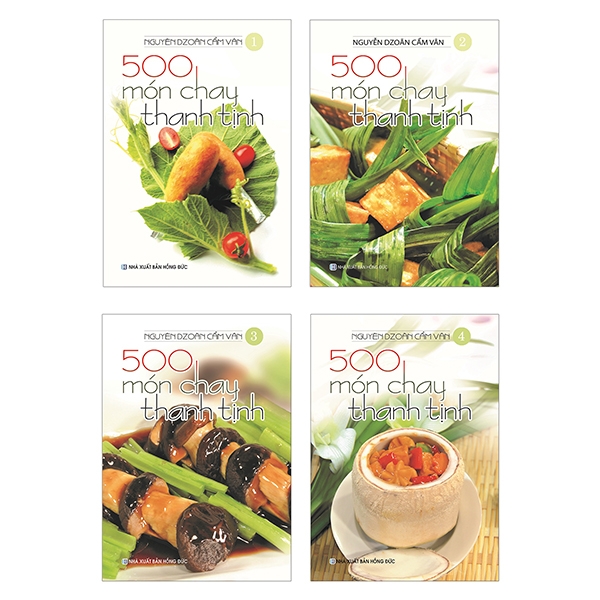 NGUYỄN DZOÃN CẨM VÂN 1
500
món chay
thanh tịnh
NHÀ XUẤT BẢN HỒNG ĐỨC
NGUYỄN DZOÃN CẨM VÂN 2
500
món chay
thanh tịnh
NHÀ XUẤT BẢN HỒNG ĐỨC
NGUYỄN DZOÃN CẨM VÂN 3
500
món chay
thanh tịnh
NHÀ XUẤT BẢN HỒNG ĐỨC
NGUYỄN DZOÃN CẨM VÂN 4
500
món chay
thanh tịnh
NHÀ XUẤT BẢN HỒNG ĐỨC